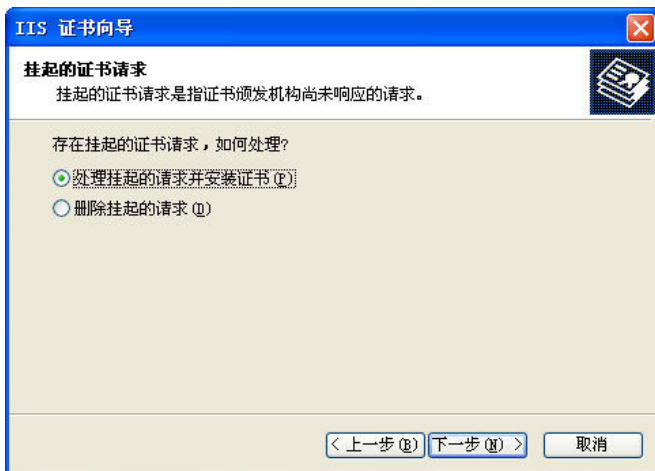 IIS 证书向导
挂起的证书请求
挂起的证书请求是指证书颁发机构尚未响应的请求。
存在挂起的证书请求，如何处理?
处理挂起的请求并安装证书(P)
删除挂起的请求(D)
< 上一步(B) 下一步(N) > 取消